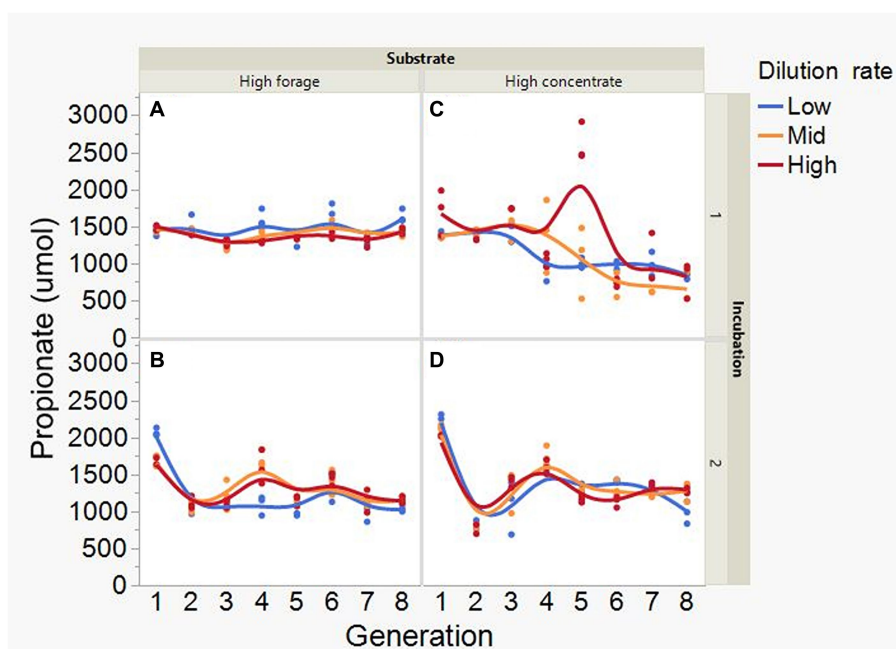 Substrate
High forage
High concentrate
Dilution rate
Low
Mid
High
Propionate (umol)
A
C
3000
2500
2000
1500
1000
500
0
1
B
D
3000
2500
2000
1500
1000
500
0
2
Incubation
1 2 3 4 5 6 7 8
1 2 3 4 5 6 7 8
Generation